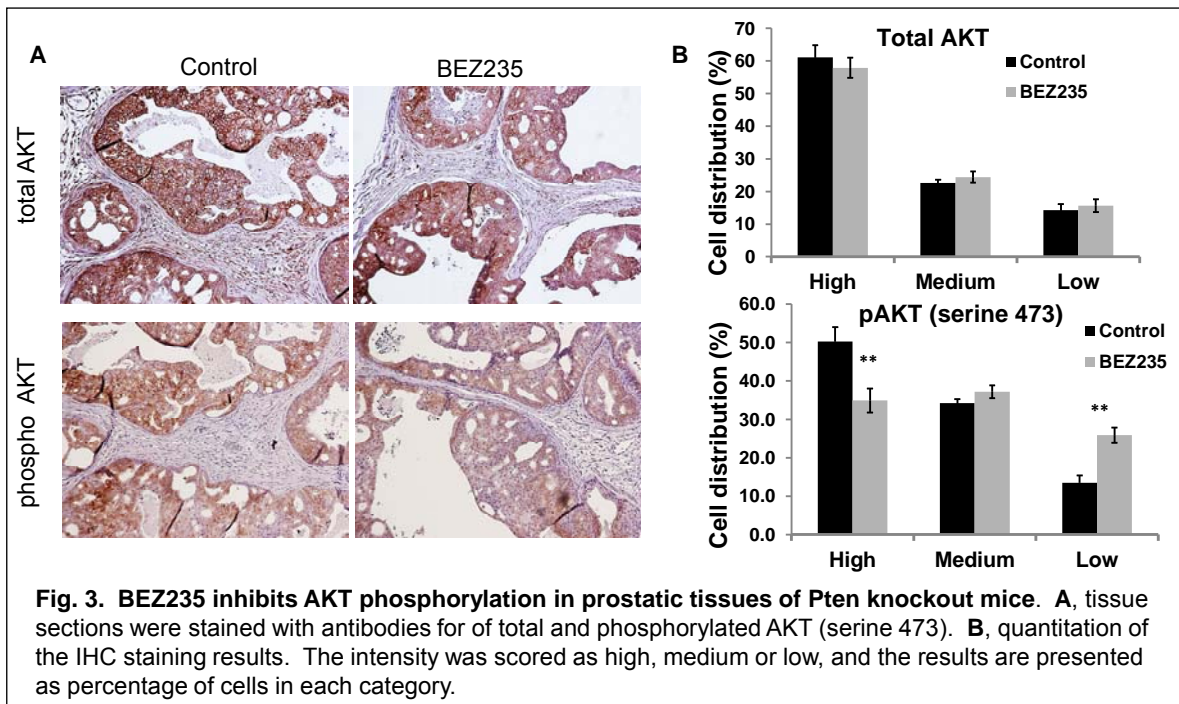 A
Control
BEZ235
total AKT
phospho AKT
B
Total AKT
Control
BEZ235
Cell distribution (%)
70
60
50
40
30
20
10
0
High Medium Low
pAKT (serine 473)
Control
BEZ235
Cell distribution (%)
60.0
50.0
40.0
30.0
20.0
10.0
0.0
**
**
High Medium Low
Fig. 3. BEZ235 inhibits AKT phosphorylation in prostatic tissues of Pten knockout mice. A, tissue
sections were stained with antibodies for of total and phosphorylated AKT (serine 473). B, quantitation of
the IHC staining results. The intensity was scored as high, medium or low, and the results are presented
as percentage of cells in each category.